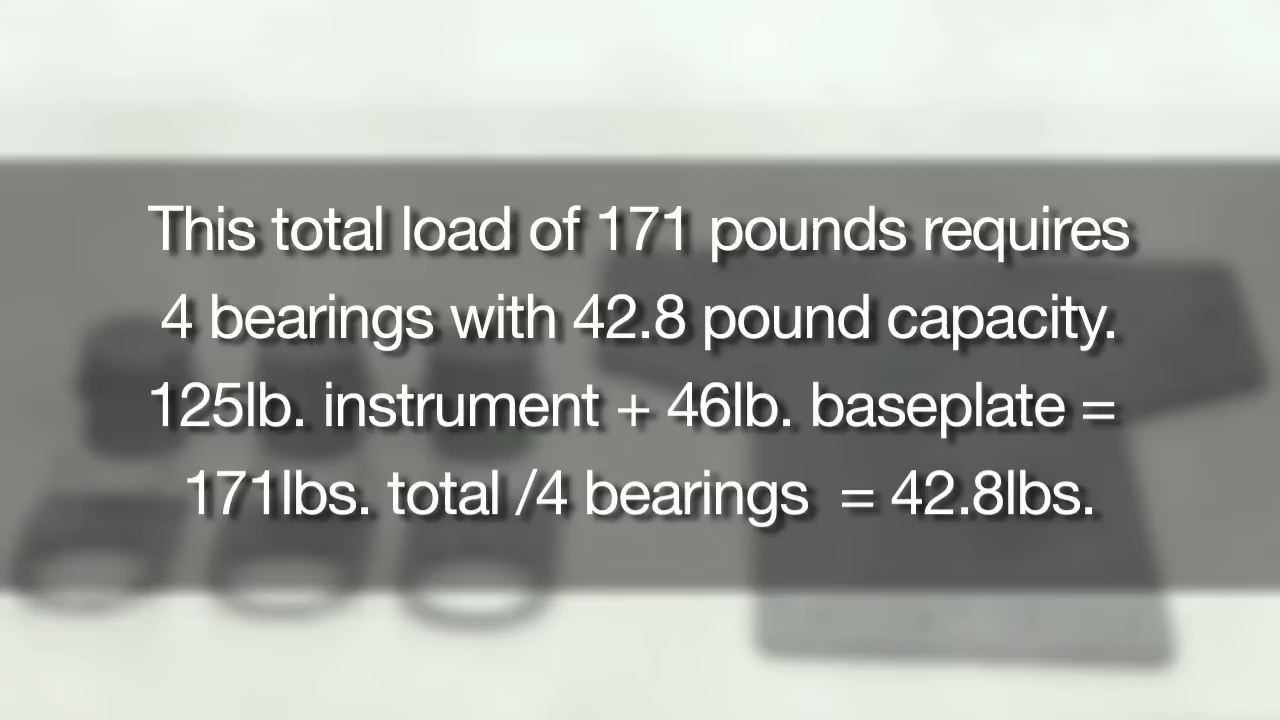 This total load of 171 pounds requires
4 bearings with 42.8 pound capacity.
125lb. instrument + 46lb. baseplate =
171lbs. total /4 bearings  = 42.8lbs.